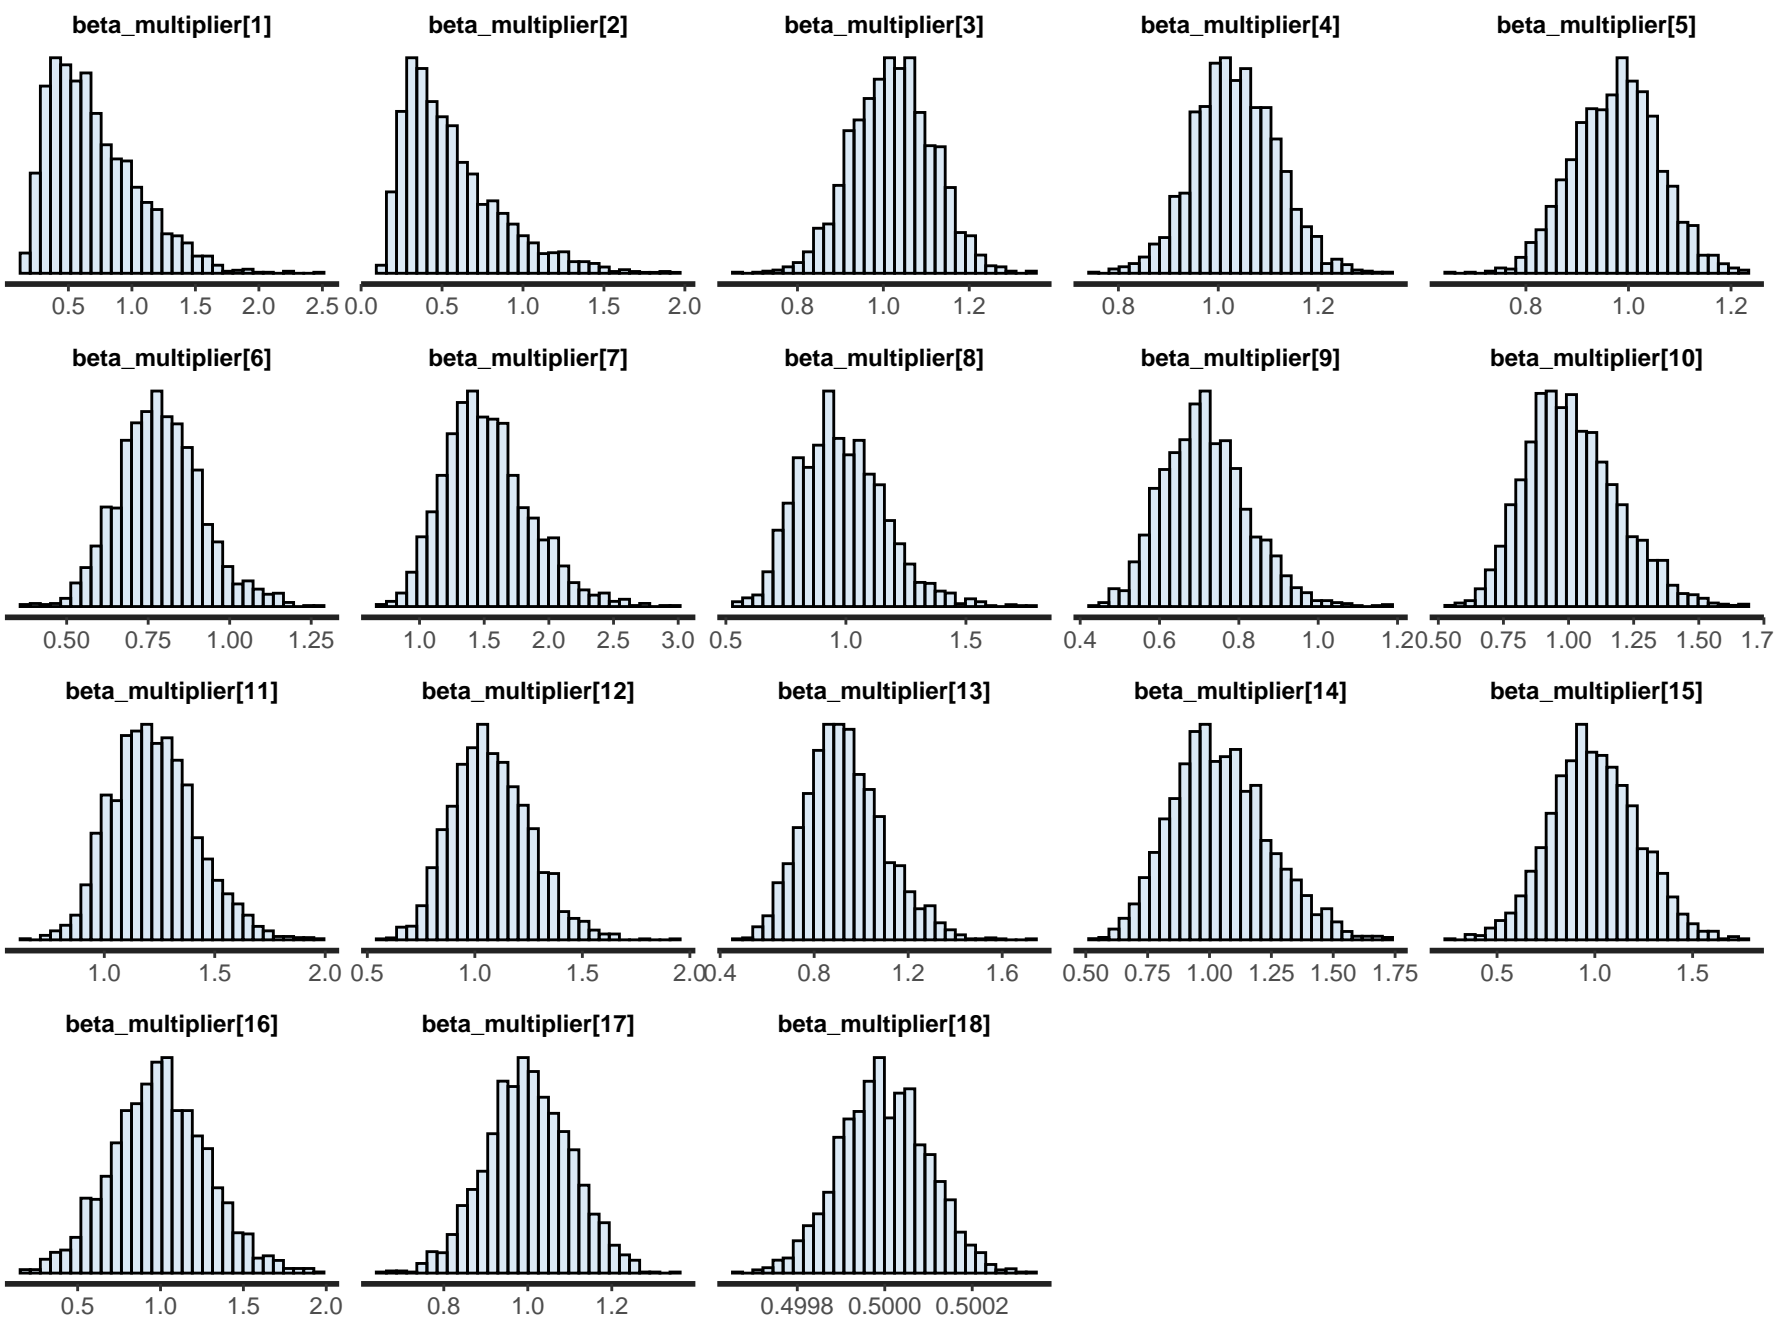 beta_multiplier[1] beta_multiplier[2] beta_multiplier[3] beta_multiplier[4] beta_multiplier[5]
0.5 1.0 1.5 2.0 2.5 0.0 0.5 1.0 1.5 2.0 0.8 1.0 1.2 0.8 1.0 1.2 0.8 1.0 1.2
beta_multiplier[6] beta_multiplier[7] beta_multiplier[8] beta_multiplier[9] beta_multiplier[10]
0.50 0.75 1.00 1.25 1.0 1.5 2.0 2.5 3.0 0.5 1.0 1.5 0.4 0.6 0.8 1.0 1.2 0.50 0.75 1.00 1.25 1.50 1.7
beta_multiplier[11] beta_multiplier[12] beta_multiplier[13] beta_multiplier[14] beta_multiplier[15]
1.0 1.5 2.0 0.5 1.0 1.5 2.0 0.4 0.8 1.2 1.6 0.50 0.75 1.00 1.25 1.50 1.75 0.5 1.0 1.5
beta_multiplier[16] beta_multiplier[17] beta_multiplier[18]
0.5 1.0 1.5 2.0 0.8 1.0 1.2 0.4998 0.5000 0.5002